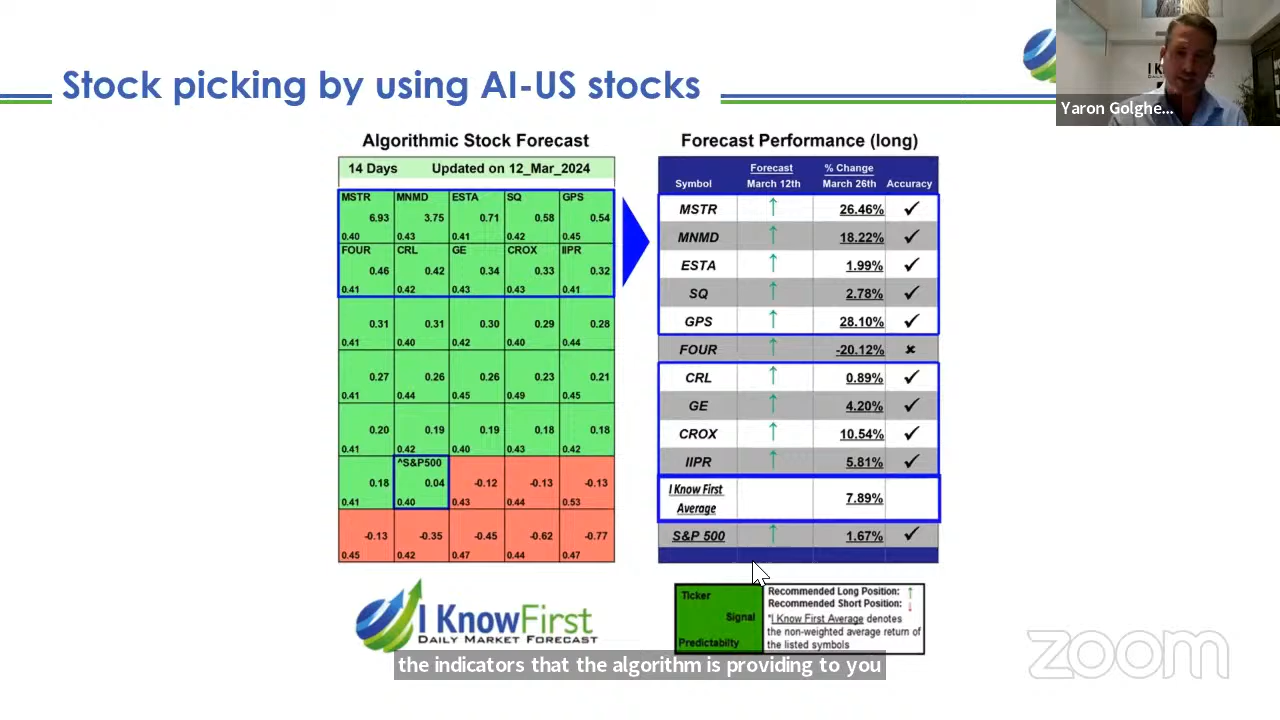 Stock picking by using AI-US stocks
Yaron Golghe...
Algorithmic Stock Forecast
14 Days Updated on 12_Mar_2024
MSTR MNMD ESTA SQ GPS
6.93 3.75 0.71 0.58 0.54
0.40 0.43 0.41 0.42 0.45
FOUR CRL GE CROX IIPR
0.46 0.42 0.34 0.33 0.32
0.41 0.42 0.43 0.43 0.41
0.31 0.31 0.30 0.29 0.28
0.41 0.40 0.42 0.40 0.44
0.27 0.26 0.26 0.23 0.21
0.41 0.44 0.45 0.49 0.45
0.20 0.19 0.19 0.18 0.18
0.41 0.42 0.40 0.43 0.42
^S&P500
0.18 0.04 -0.12 -0.13 -0.13
0.41 0.40 0.43 0.44 0.53
-0.13 -0.35 -0.45 -0.62 -0.77
0.45 0.42 0.47 0.44 0.47
Forecast Performance (long)
Forecast % Change
Symbol March 12th March 26th Accuracy
MSTR ↑ 26.46% ✓
MNMD ↑ 18.22% ✓
ESTA ↑ 1.99% ✓
SQ ↑ 2.78% ✓
GPS ↑ 28.10% ✓
FOUR ↑ -20.12% ✗
CRL ↑ 0.89% ✓
GE ↑ 4.20% ✓
CROX ↑ 10.54% ✓
IIPR ↑ 5.81% ✓
I Know First
Average 7.89%
S&P 500 ↑ 1.67% ✓
I KnowFirst
DAILY MARKET FORECAST
Ticker
Signal
Predictabilty
Recommended Long Position: ↑
Recommended Short Position: ↓
*I Know First Average denotes
the non-weighted average return of
the listed symbols
the indicators that the algorithm is providing to you
zoom